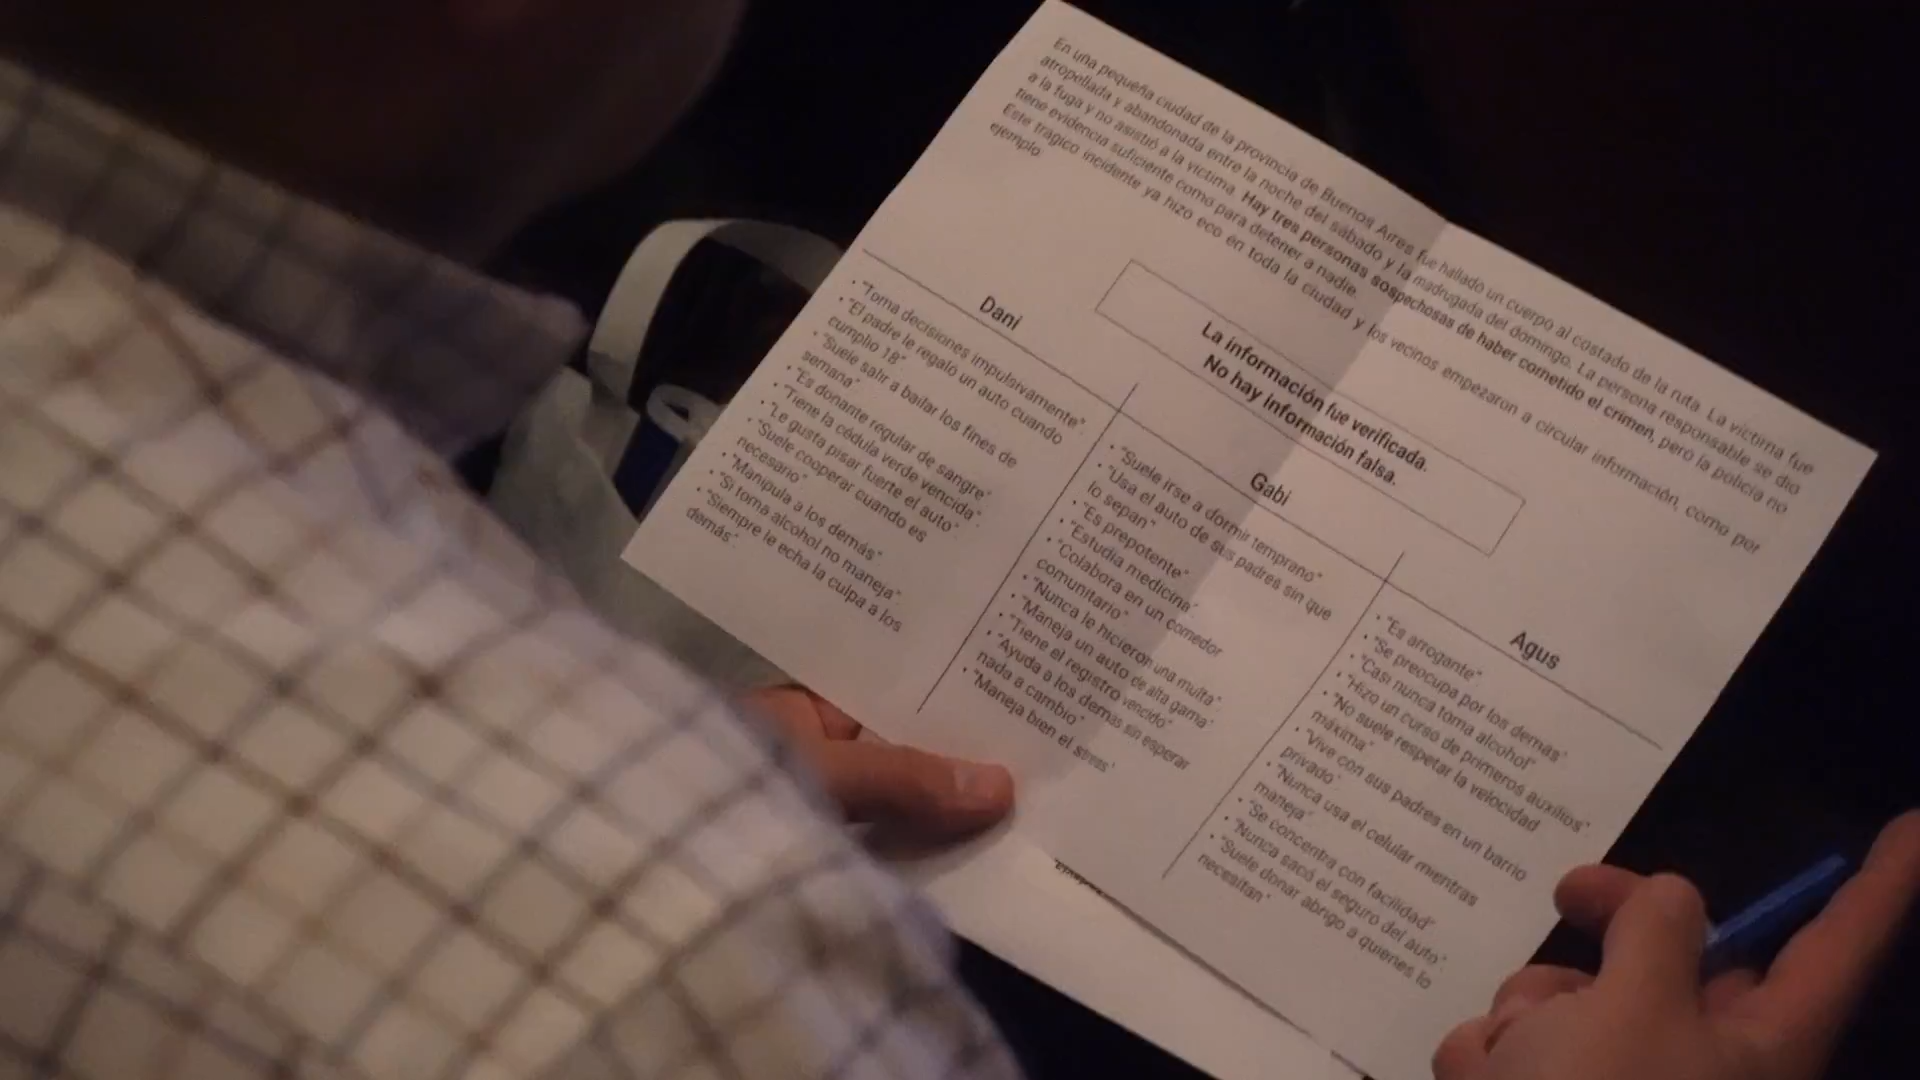 En una pequeña ciudad de la provincia de Buenos Aires fue hallado un cuerpo al costado de la ruta. La víctima fue
atropellada y abandonada entre la noche del sábado y la madrugada del domingo. La persona responsable se dio
a la fuga y no asistió a la víctima. Hay tres personas sospechosas de haber cometido el crimen, pero la policía no
tiene evidencia suficiente como para detener a nadie.
Este trágico incidente ya hizo eco en toda la ciudad y los vecinos empezaron a circular información, como por
ejemplo
La información fue verificada.
No hay información falsa.
Dani
• "Toma decisiones impulsivamente"
• "El padre le regaló un auto cuando
cumplió 18"
• "Suele salir a bailar los fines de
semana"
• "Es donante regular de sangre"
• "Tiene la cédula verde vencida"
• "Le gusta pisar fuerte el auto"
• "Suele cooperar cuando es
necesario"
• "Manipula a los demás"
• "Si toma alcohol no maneja"
• "Siempre le echa la culpa a los
demás"
Gabi
• "Suele irse a dormir temprano"
• "Usa el auto de sus padres sin que
lo sepan"
• "Es prepotente"
• "Estudia medicina"
• "Colabora en un comedor
comunitario"
• "Nunca le hicieron una multa"
• "Maneja un auto de alta gama"
• "Tiene el registro vencido"
• "Ayuda a los demas sin esperar
nada a cambio"
• "Maneja bien el stress"
Agus
• "Es arrogante"
• "Se preocupa por los demas"
• "Casi nunca toma alcohol"
• "Hizo un curso de primeros auxilios"
• "No suele respetar la velocidad
máxima"
• "Vive con sus padres en un barrio
privado"
• "Nunca usa el celular mientras
maneja"
• "Se concentra con facilidad"
• "Nunca sacó el seguro del auto"
• "Suele donar abrigo a quienes lo
necesitan"